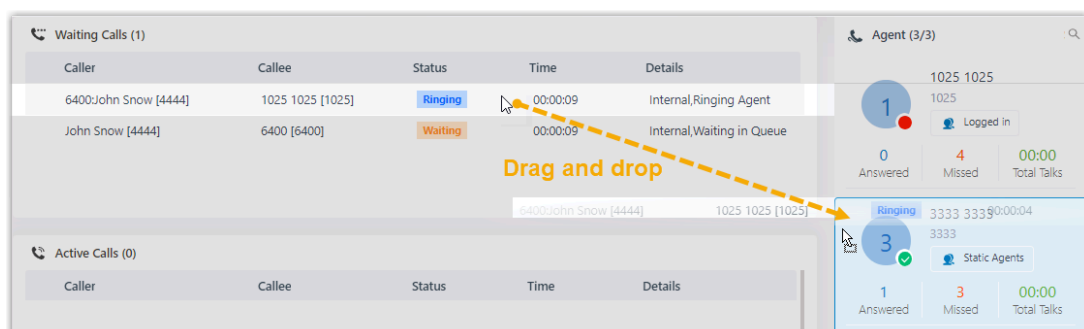 Waiting Calls (1)
Caller Callee Status Time Details
6400:John Snow [4444] 1025 1025 [1025] Ringing 00:00:09 Internal,Ringing Agent
John Snow [4444] 6400 [6400] Waiting 00:00:09 Internal,Waiting in Queue
Drag and drop
6400:John Snow [4444] 1025 1025 [1025]
Active Calls (0)
Caller Callee Status Time Details
Agent (3/3)
1025 1025
1
1025
Logged in
0 4 00:00
Answered Missed Total Talks
Ringing 3333 3333 00:00:04
3
3333
Static Agents
1 3 00:00
Answered Missed Total Talks